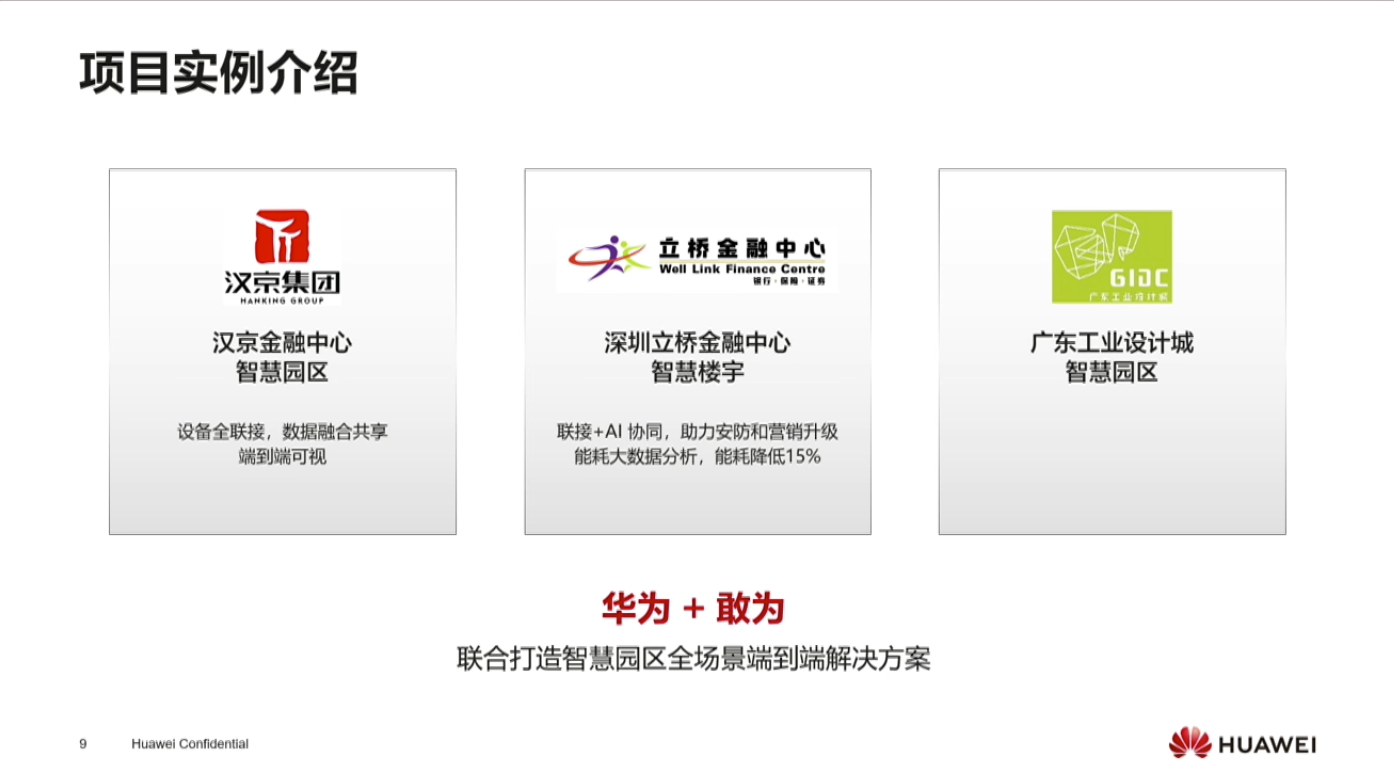 项目实例介绍
汉京集团
HANKING GROUP
汉京金融中心
智慧园区
设备全联接，数据融合共享
端到端可视
立桥金融中心
Well Link Finance Centre
银行·保险·证券
深圳立桥金融中心
智慧楼宇
联接+AI 协同，助力安防和营销升级
能耗大数据分析，能耗降低15%
GIDC
广东工业设计城
广东工业设计城
智慧园区
华为 + 敢为
联合打造智慧园区全场景端到端解决方案
9 Huawei Confidential
HUAWEI